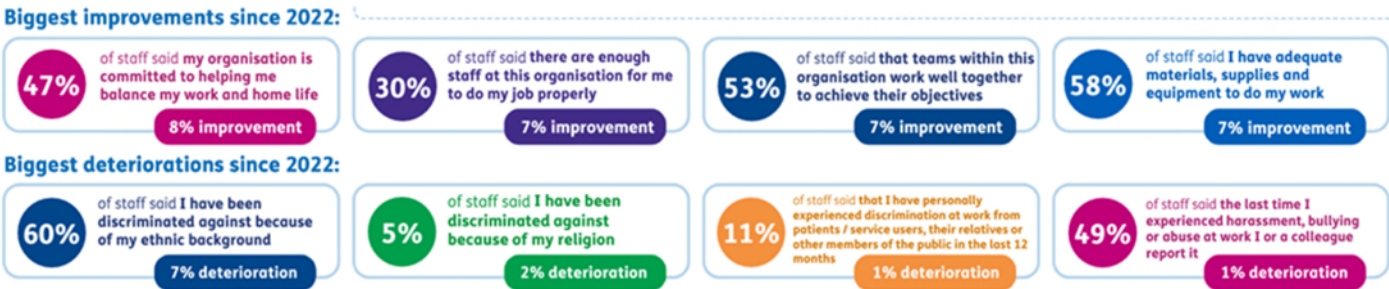 Biggest improvements since 2022:
47%
of staff said my organisation is
committed to helping me
balance my work and home life
8% improvement
30%
of staff said there are enough
staff at this organisation for me
to do my job properly
7% improvement
53%
of staff said that teams within this
organisation work well together
to achieve their objectives
7% improvement
58%
of staff said I have adequate
materials, supplies and
equipment to do my work
7% improvement
Biggest deteriorations since 2022:
60%
of staff said I have been
discriminated against because
of my ethnic background
7% deterioration
5%
of staff said I have been
discriminated against
because of my religion
2% deterioration
11%
of staff said that I have personally
experienced discrimination at work from
patients / service users, their relatives or
other members of the public in the last 12
months
1% deterioration
49%
of staff said the last time I
experienced harassment, bullying
or abuse at work I or a colleague
report it
1% deterioration